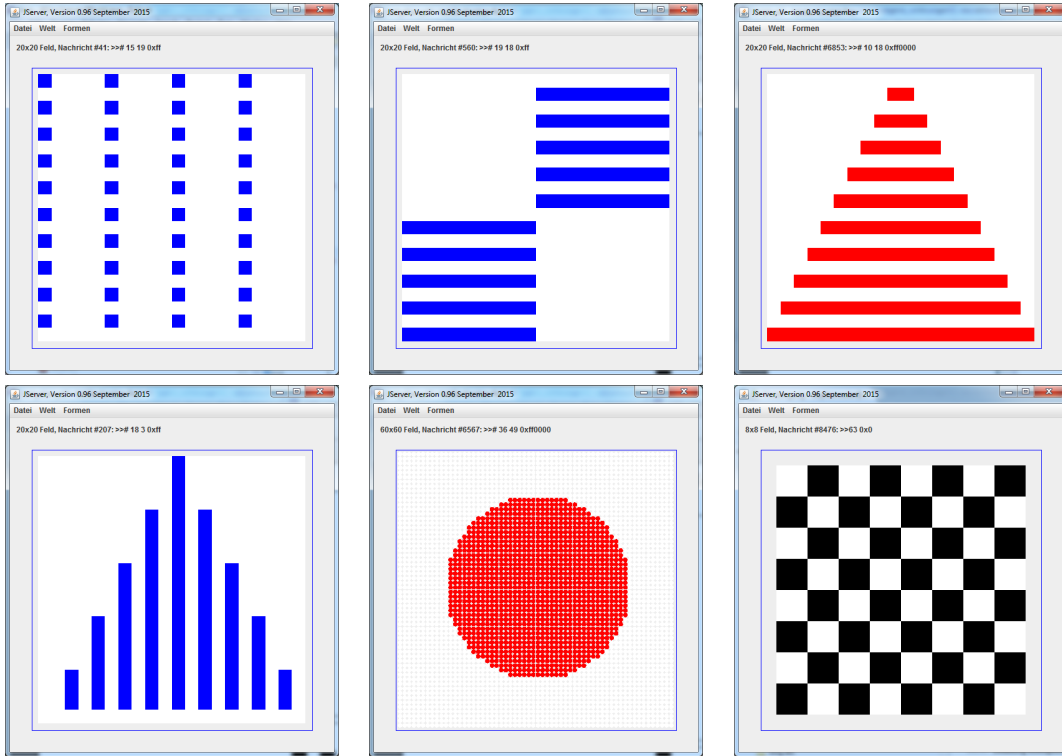 JServer, Version 0.96 September 2015
Datei Welt Formen
20x20 Feld, Nachricht #41: >># 15 19 0xff
JServer, Version 0.96 September 2015
Datei Welt Formen
20x20 Feld, Nachricht #560: >># 19 18 0xff
JServer, Version 0.96 September 2015
Datei Welt Formen
20x20 Feld, Nachricht #6853: >># 10 18 0xff0000
JServer, Version 0.96 September 2015
Datei Welt Formen
20x20 Feld, Nachricht #207: >># 18 3 0xff
JServer, Version 0.96 September 2015
Datei Welt Formen
60x60 Feld, Nachricht #6567: >># 36 49 0xff0000
JServer, Version 0.96 September 2015
Datei Welt Formen
8x8 Feld, Nachricht #8476: >>63 0x0